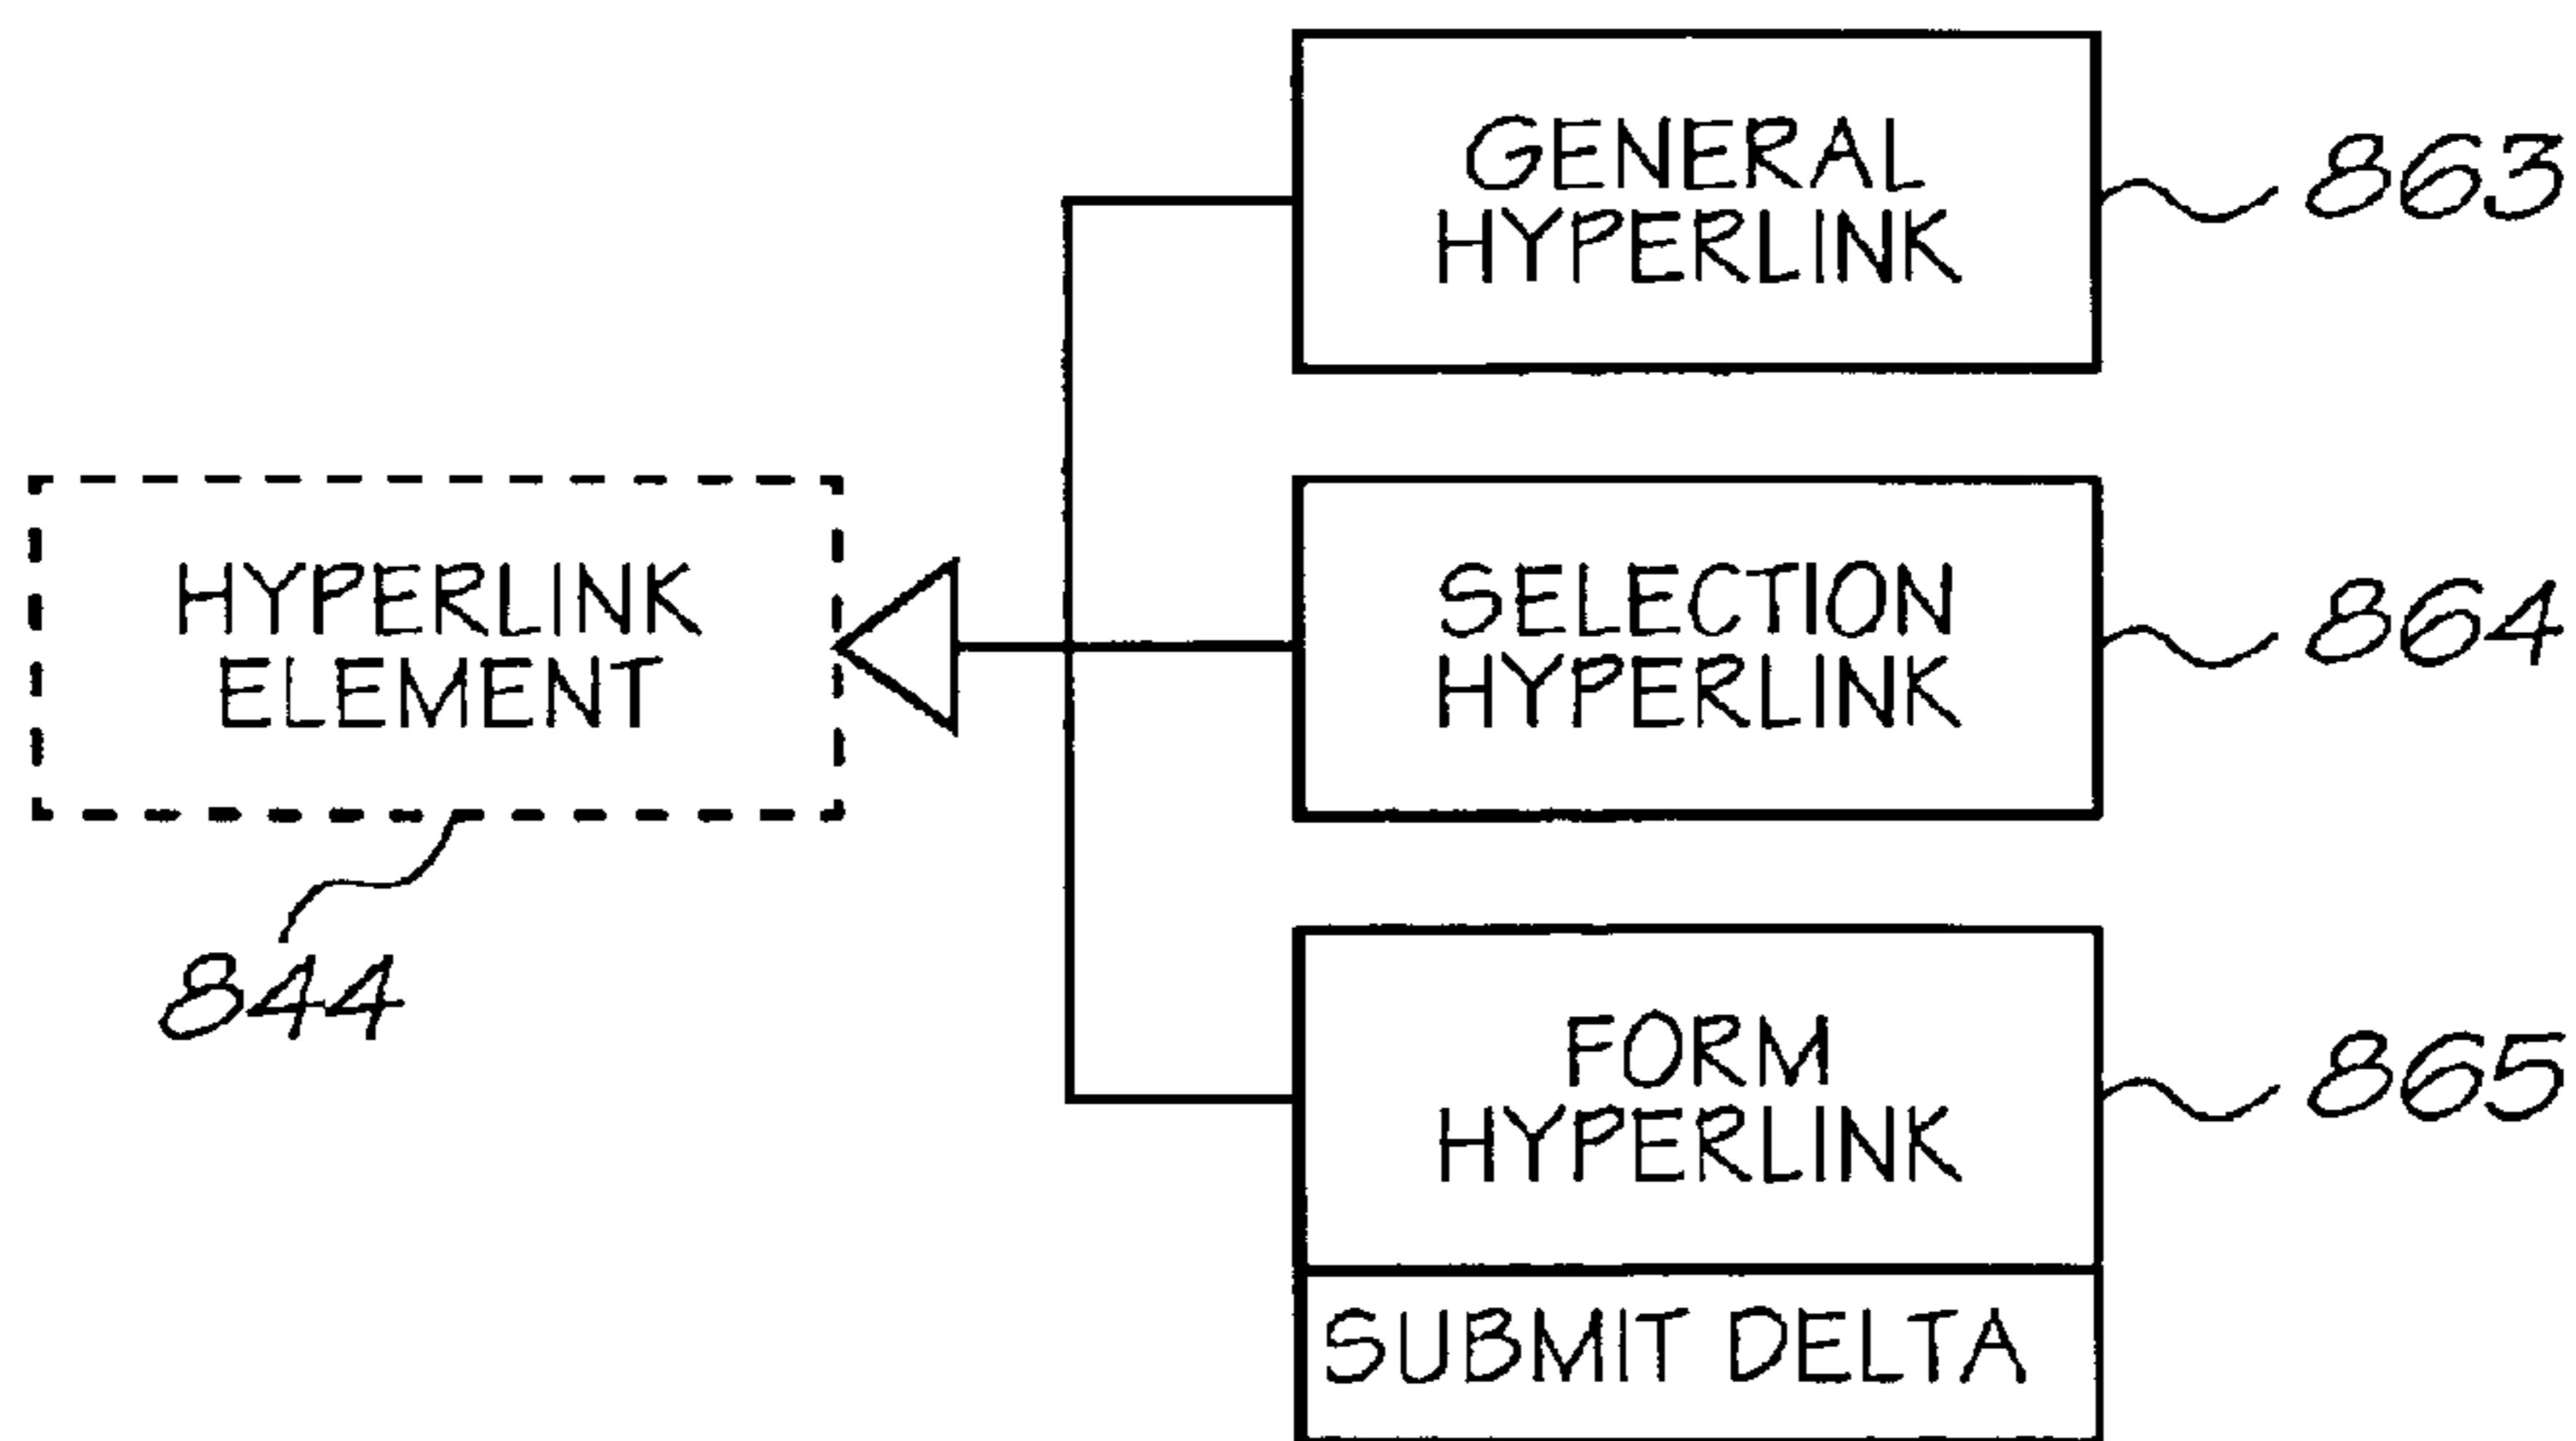 GENERAL
HYPERLINK
863
HYPERLINK
ELEMENT
844
SELECTION
HYPERLINK
864
FORM
HYPERLINK
865
SUBMIT DELTA